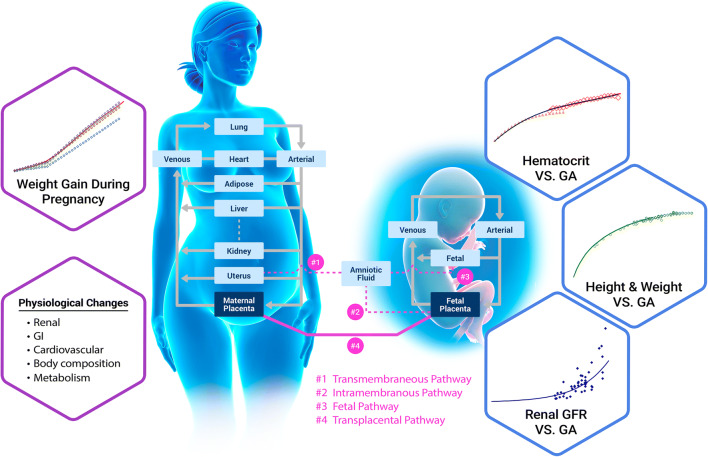 Weight Gain During
Pregnancy
Physiological Changes
• Renal
• GI
• Cardiovascular
• Body composition
• Metabolism
Lung
Venous
Heart
Arterial
Adipose
Liver
Kidney
Uterus
Maternal
Placenta
#1
Amniotic
Fluid
#2
#3
#4
Venous
Arterial
Fetal
Fetal
Placenta
#1 Transmembraneous Pathway
#2 Intramembranous Pathway
#3 Fetal Pathway
#4 Transplacental Pathway
Hematocrit
VS. GA
Height & Weight
VS. GA
Renal GFR
VS. GA